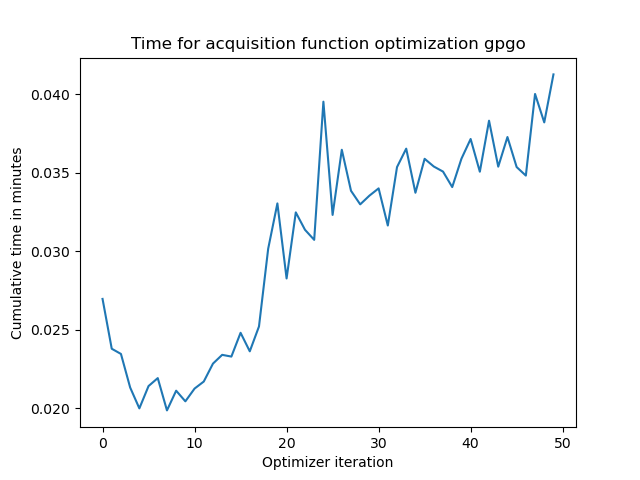 Time for acquisition function optimization gpgo
Cumulative time in minutes
0.040
0.035
0.030
0.025
0.020
0 10 20 30 40 50
Optimizer iteration